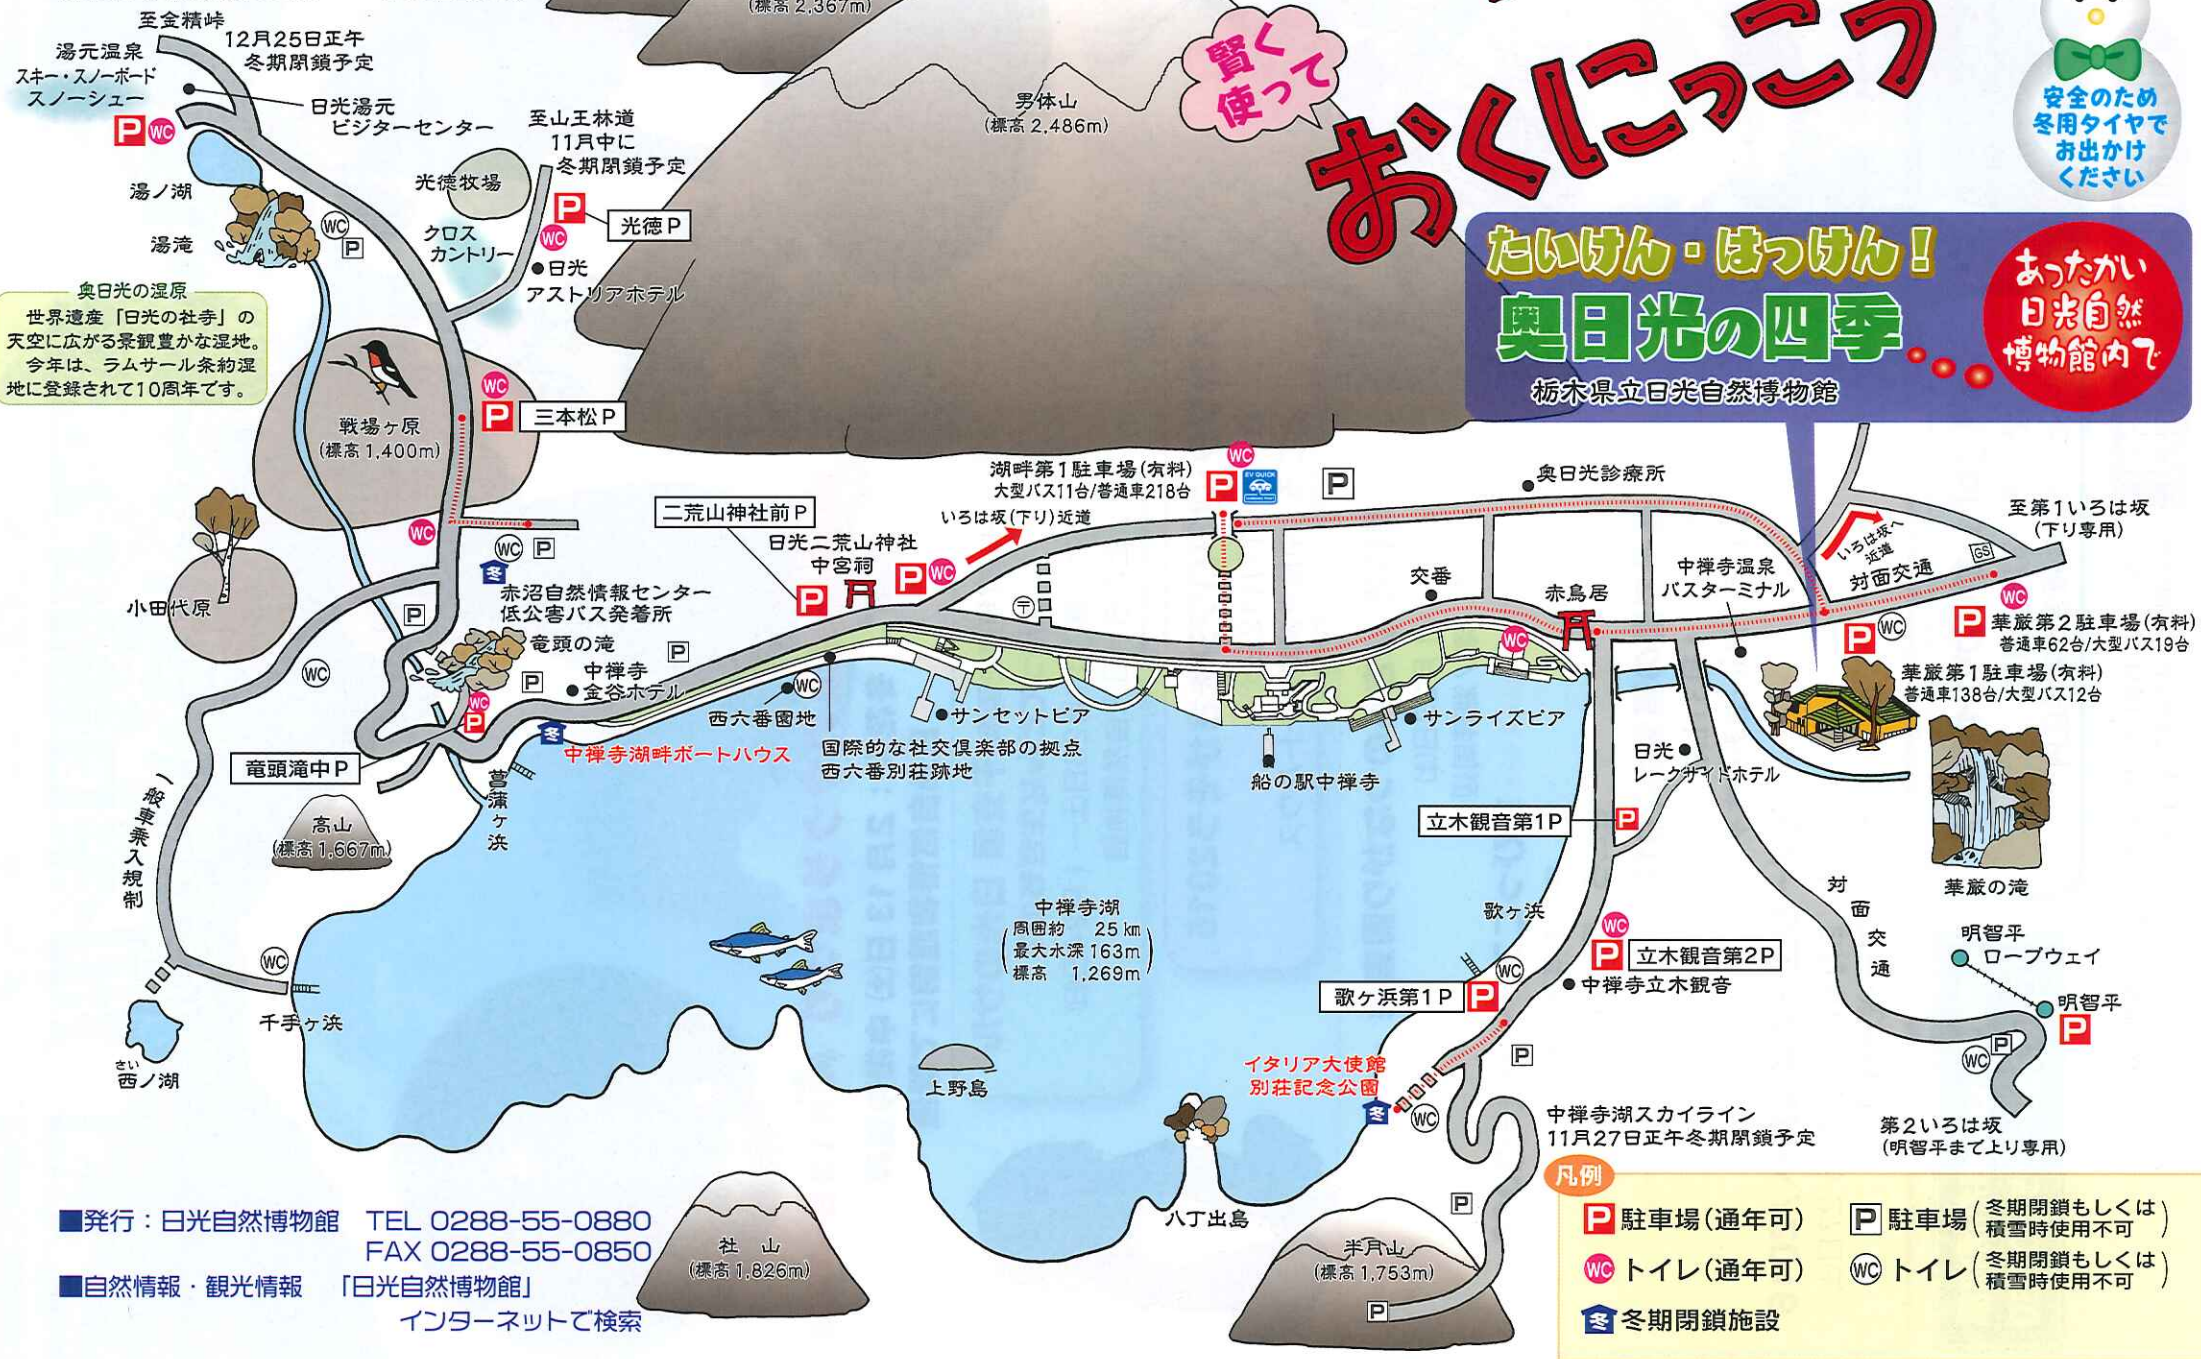 (標高2,367m)
至金精峠
12月25日正午
冬期閉鎖予定
湯元温泉
スキー・スノーボード
スノーシュー
P WC
日光湯元
ビジターセンター
至山王林道
11月中に
冬期閉鎖予定
光徳牧場
P
光徳P
WC
クロス
カントリー
日光
アストリアホテル
湯ノ湖
湯滝
WC
P
男体山
(標高2,486m)
賢く
使って
おくにっこう
安全のため
冬用タイヤで
お出かけ
ください
たいけん・はっけん!
奥日光の四季
栃木県立日光自然博物館
あったかい
日光自然
博物館内で
奥日光の湿原
世界遺産「日光の社寺」の
天空に広がる景観豊かな湿地。
今年は、ラムサール条約湿
地に登録されて10周年です。
戦場ヶ原
(標高1,400m)
WC
P 三本松P
WC
WC P
冬
赤沼自然情報センター
低公害バス発着所
小田代原
P
WC
竜頭の滝
WC
P
竜頭滝中P
P
P
中禅寺
金谷ホテル
冬 中禅寺湖畔ボートハウス
菖蒲ヶ浜
高山
(標高1,667m)
一般車乗入規制
WC
千手ヶ浜
さい
西ノ湖
二荒山神社前P
日光二荒山神社
中宮祠
P
P WC
いろは坂(下り)近道
湖畔第1駐車場(有料)
大型バス11台/普通車218台
WC
P
EV QUICK
P
奥日光診療所
〒
交番
赤鳥居
中禅寺温泉
バスターミナル
いろは坂へ
近道
対面交通
GS
至第1いろは坂
(下り専用)
WC
P 華厳第2駐車場(有料)
普通車62台/大型バス19台
P WC
華厳第1駐車場(有料)
普通車138台/大型バス12台
華厳の滝
西六番園地
WC
サンセットピア
国際的な社交倶楽部の拠点
西六番別荘跡地
船の駅中禅寺
サンライズピア
WC
日光
レークサイドホテル
立木観音第1P
P
歌ヶ浜
WC
P 立木観音第2P
中禅寺立木観音
WC
歌ヶ浜第1P P
対面交通
明智平
ロープウェイ
明智平
P
P
WC
第2いろは坂
(明智平まで上り専用)
中禅寺湖
周囲約 25km
最大水深 163m
標高 1,269m
上野島
八丁出島
イタリア大使館
別荘記念公園
冬
WC
P
中禅寺湖スカイライン
11月27日正午冬期閉鎖予定
P
半月山
(標高1,753m)
P
社山
(標高1,826m)
■発行:日光自然博物館 TEL 0288-55-0880
FAX 0288-55-0850
■自然情報・観光情報 「日光自然博物館」
インターネットで検索
凡例
P 駐車場(通年可)
P 駐車場(冬期閉鎖もしくは
積雪時使用不可)
WC トイレ(通年可)
WC トイレ(冬期閉鎖もしくは
積雪時使用不可)
冬 冬期閉鎖施設